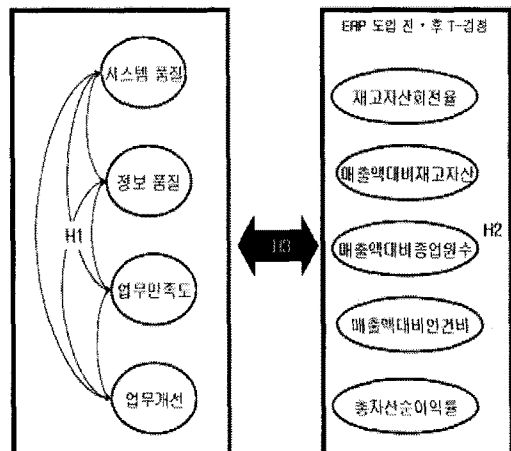 시스템 품질
정보 품질
H1
업무만족도
업무개선
H3
ERP 도입 전·후 T-검정
재고자산회전율
매출액대비재고자산
매출액대비종업원수
H2
매출액대비인건비
총자산순이익률